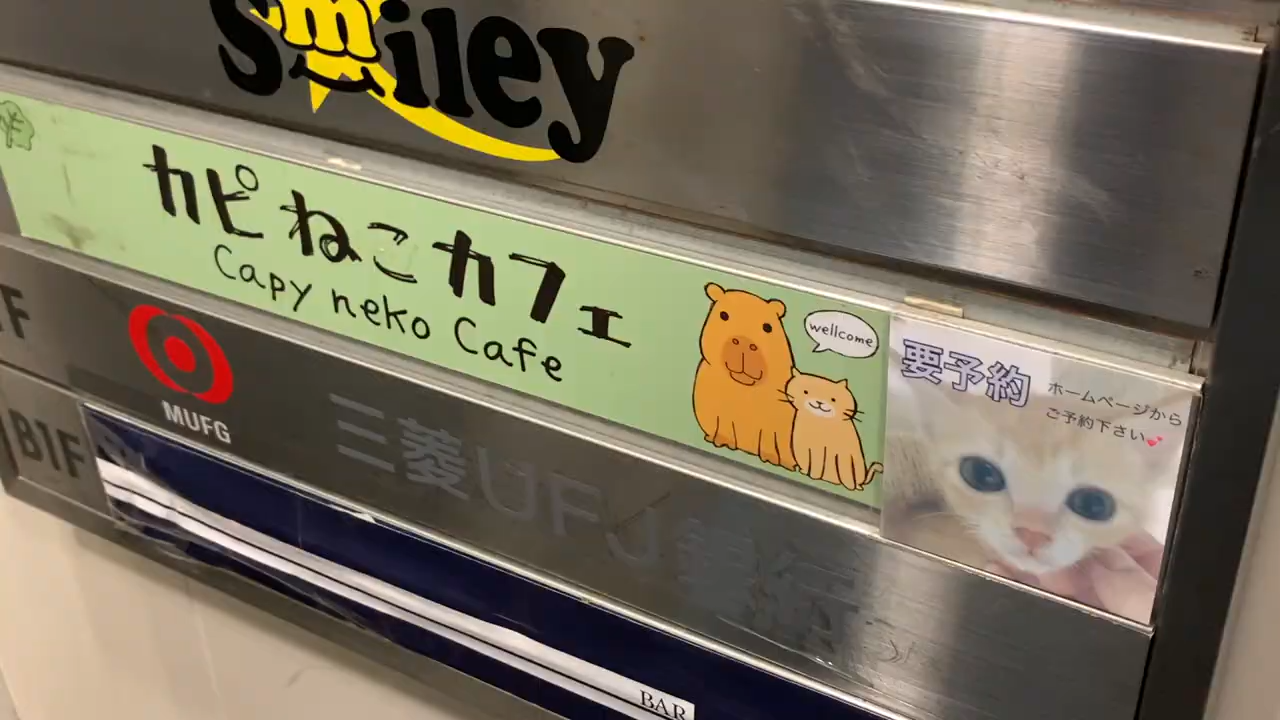 Smiley
カピねこカフェ
Capy neko Cafe
wellcome
要予約
ホームページから
ご予約下さい
F
MUFG
三菱UFJ銀行
B1F
BAR